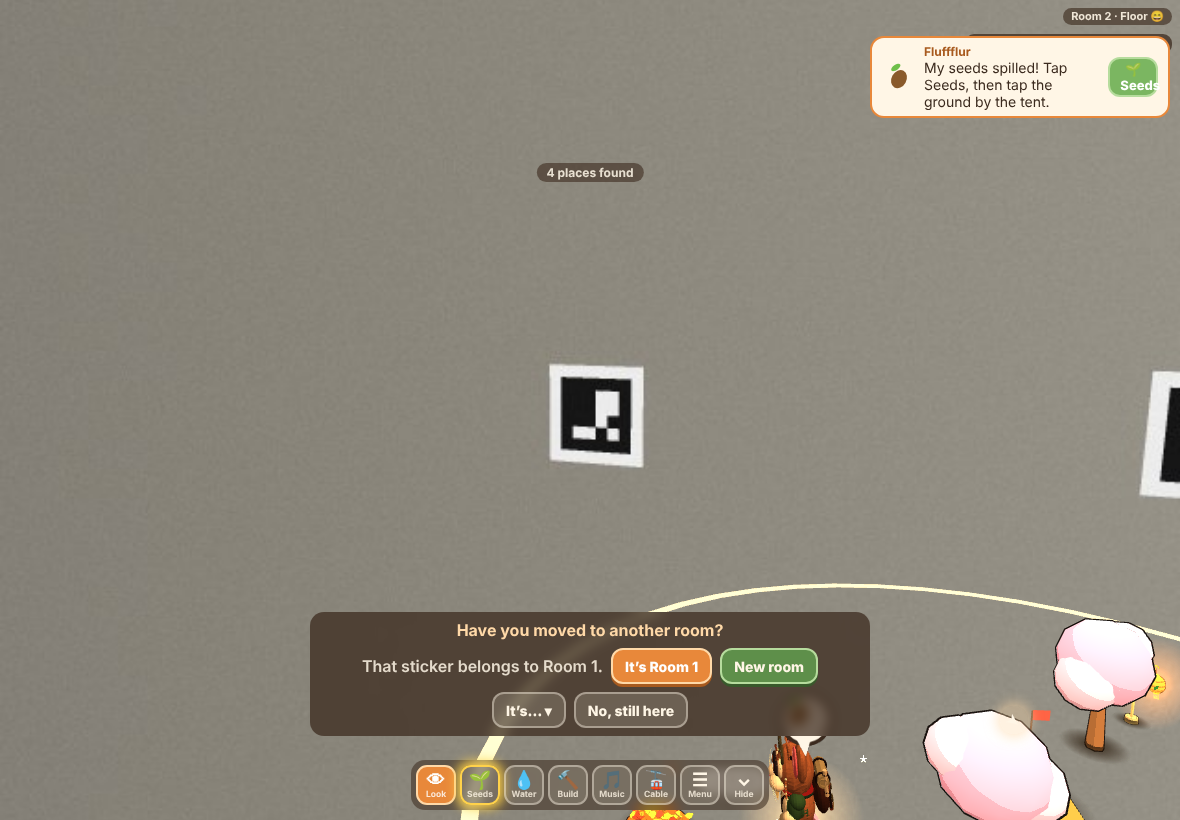 Room 2 · Floor 😄
Fluffflur
My seeds spilled! Tap
Seeds, then tap the
ground by the tent.
🌱
Seeds
4 places found
Have you moved to another room?
That sticker belongs to Room 1.
It's Room 1
New room
It's... ▾
No, still here
Look
Seeds
Water
Build
Music
Cable
Menu
Hide